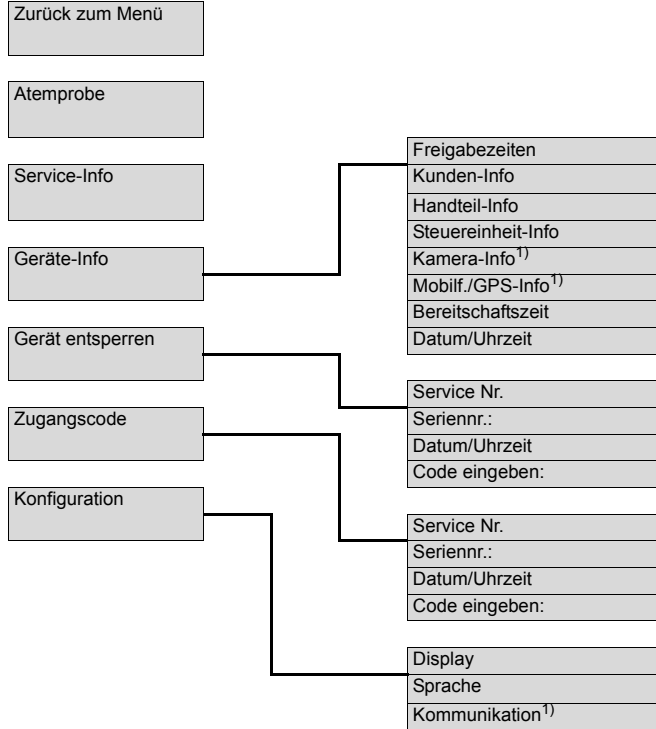 Zurück zum Menü
Atemprobe
Service-Info
Geräte-Info
Gerät entsperren
Zugangscode
Konfiguration
Freigabezeiten
Kunden-Info
Handteil-Info
Steuereinheit-Info
Kamera-Info1)
Mobilf./GPS-Info1)
Bereitschaftszeit
Datum/Uhrzeit
Service Nr.
Seriennr.:
Datum/Uhrzeit
Code eingeben:
Service Nr.
Seriennr.:
Datum/Uhrzeit
Code eingeben:
Display
Sprache
Kommunikation1)